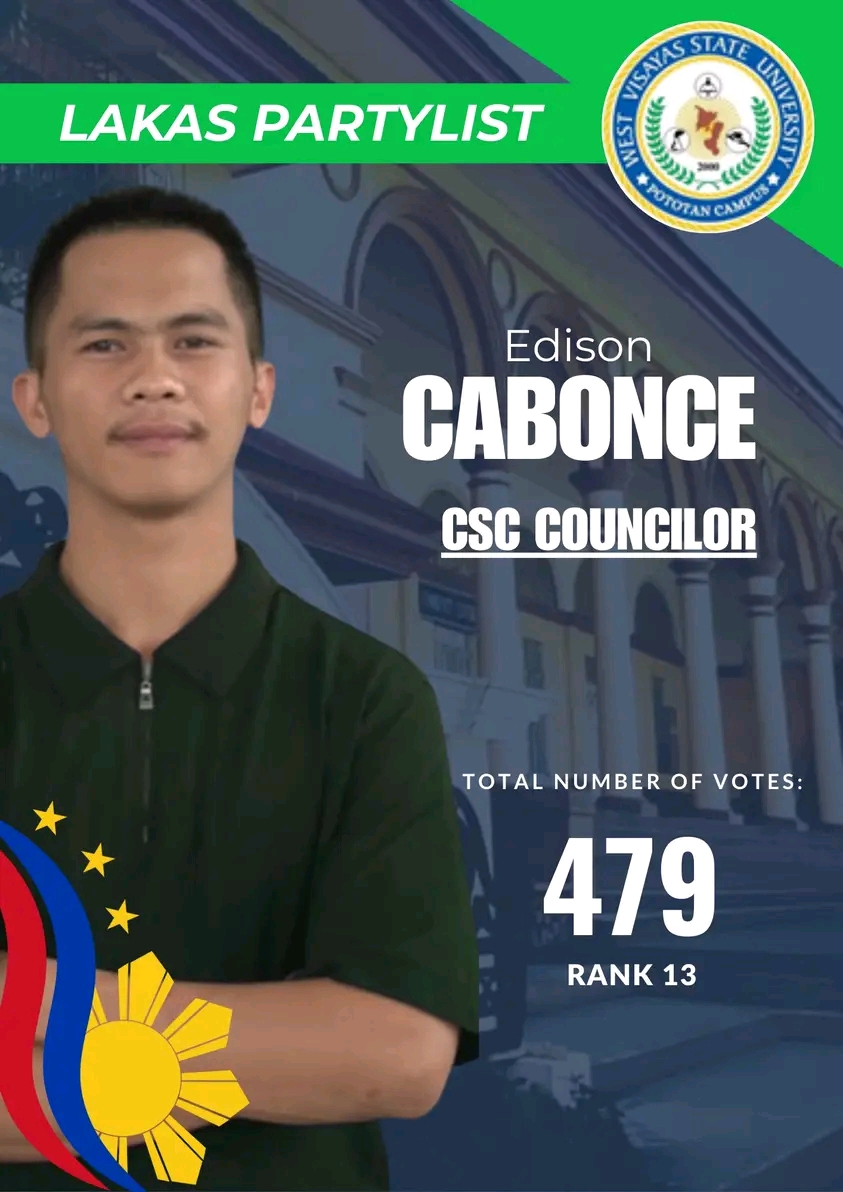 LAKAS PARTYLIST
WEST VISAYAS STATE UNIVERSITY
2000
POTOTAN CAMPUS
Edison
CABONCE
CSC COUNCILOR
TOTAL NUMBER OF VOTES:
479
RANK 13